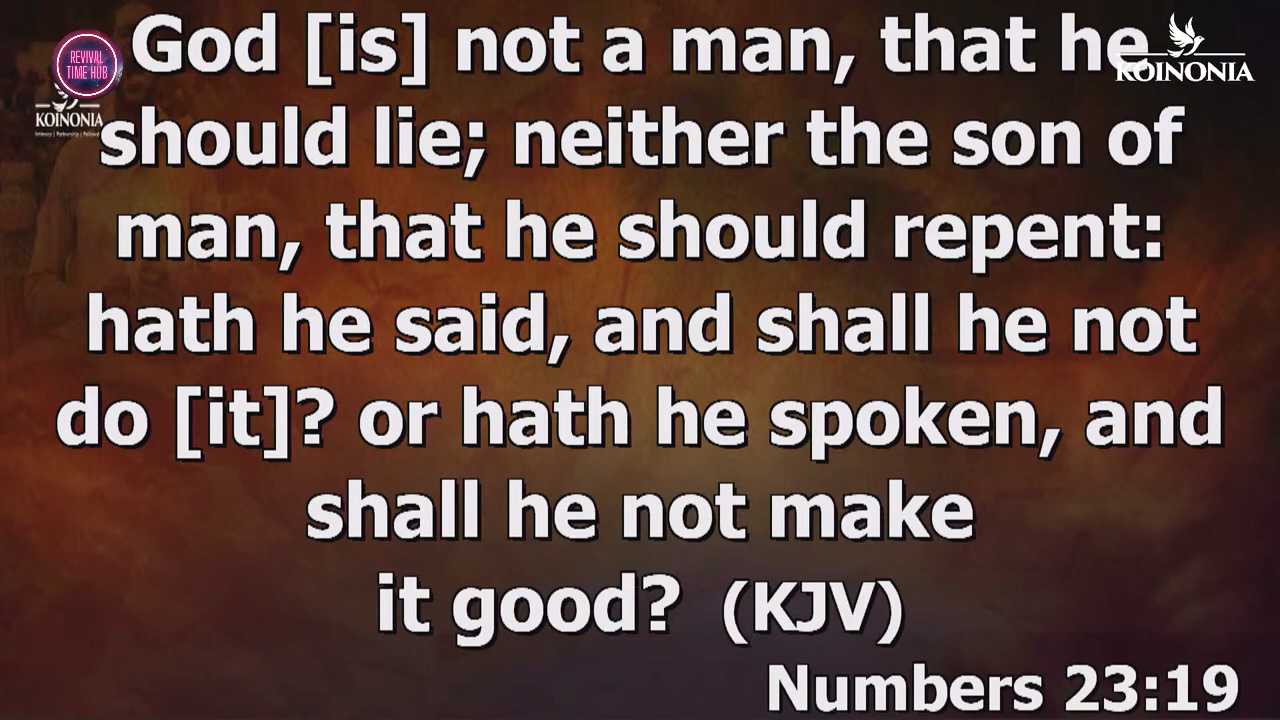 God [is] not a man, that he
REVIVAL
TIME HUB
KOINONIA
KOINONIA
Intimacy | Partnership |
should lie; neither the son of
man, that he should repent:
hath he said, and shall he not
do [it]? or hath he spoken, and
shall he not make
it good? (KJV)
Numbers 23:19